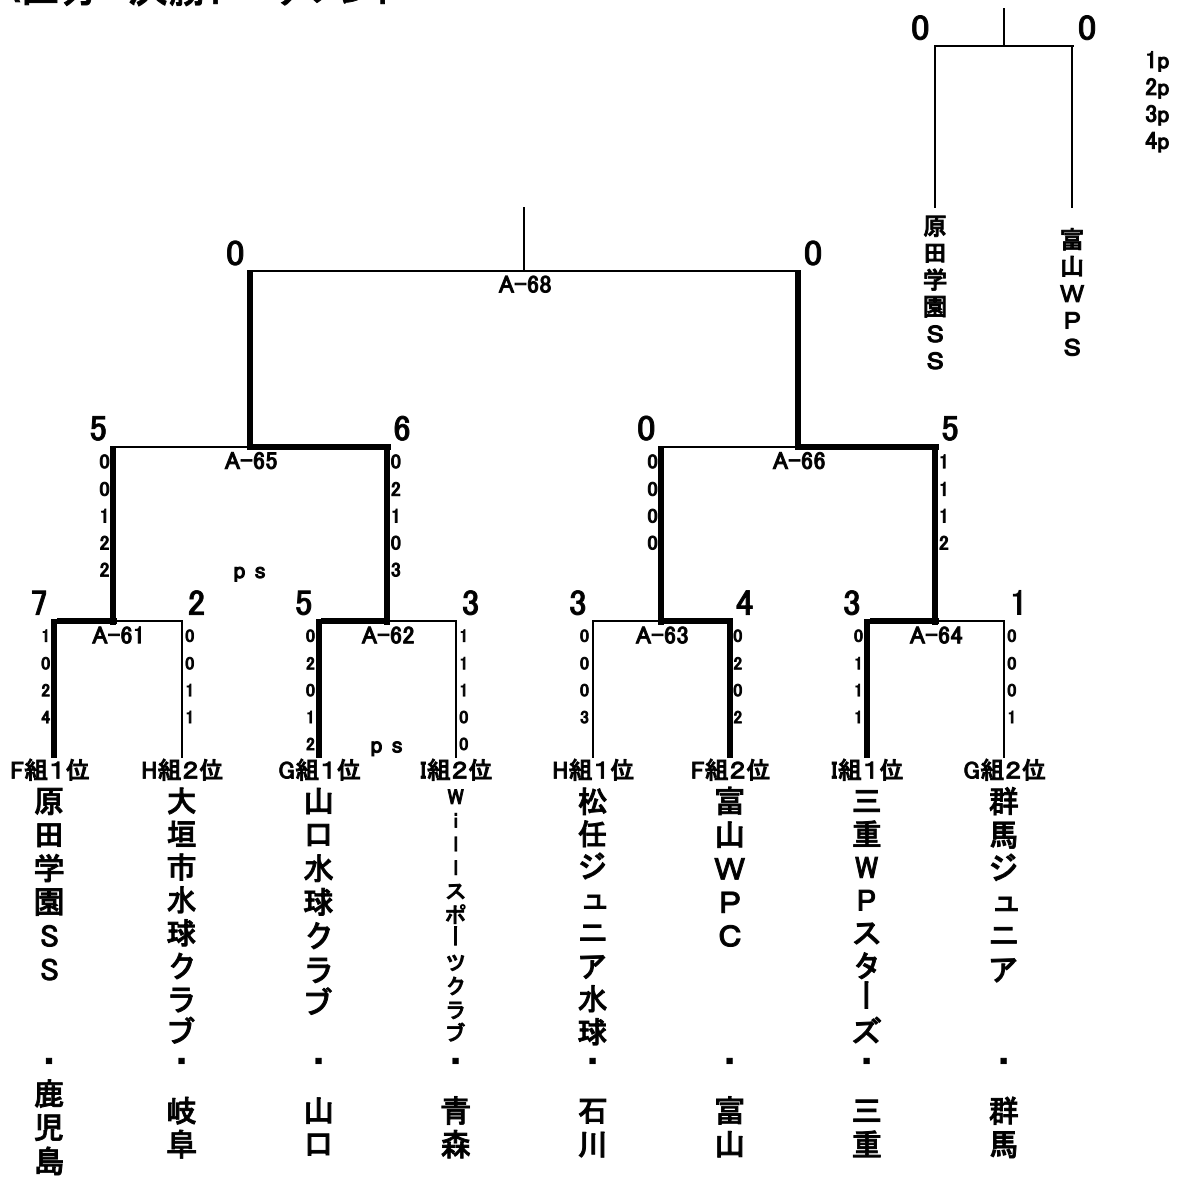 0 0
1p
2p
3p
4p
原田学園SS
富山WPS
0 0
A-68
5 6
A-65
0
0
1
2
2
0
2
1
0
3
ps
0 5
A-66
0
0
0
0
1
1
1
2
7 2
A-61
1
0
2
4
0
0
1
1
5 3
A-62
0
2
0
1
2
1
1
1
0
0
ps
3 4
A-63
0
0
0
3
0
2
0
2
3 1
A-64
0
1
1
1
0
0
0
1
F組1位
原田学園SS・鹿児島
H組2位
大垣市水球クラブ・岐阜
G組1位
山口水球クラブ・山口
I組2位
Willスポーツクラブ・青森
H組1位
松任ジュニア水球・石川
F組2位
富山WPC・富山
I組1位
三重WPスターズ・三重
G組2位
群馬ジュニア・群馬